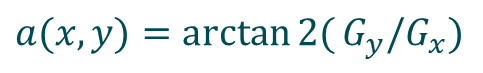 a(x, y) = arctan 2( G_y/G_x)